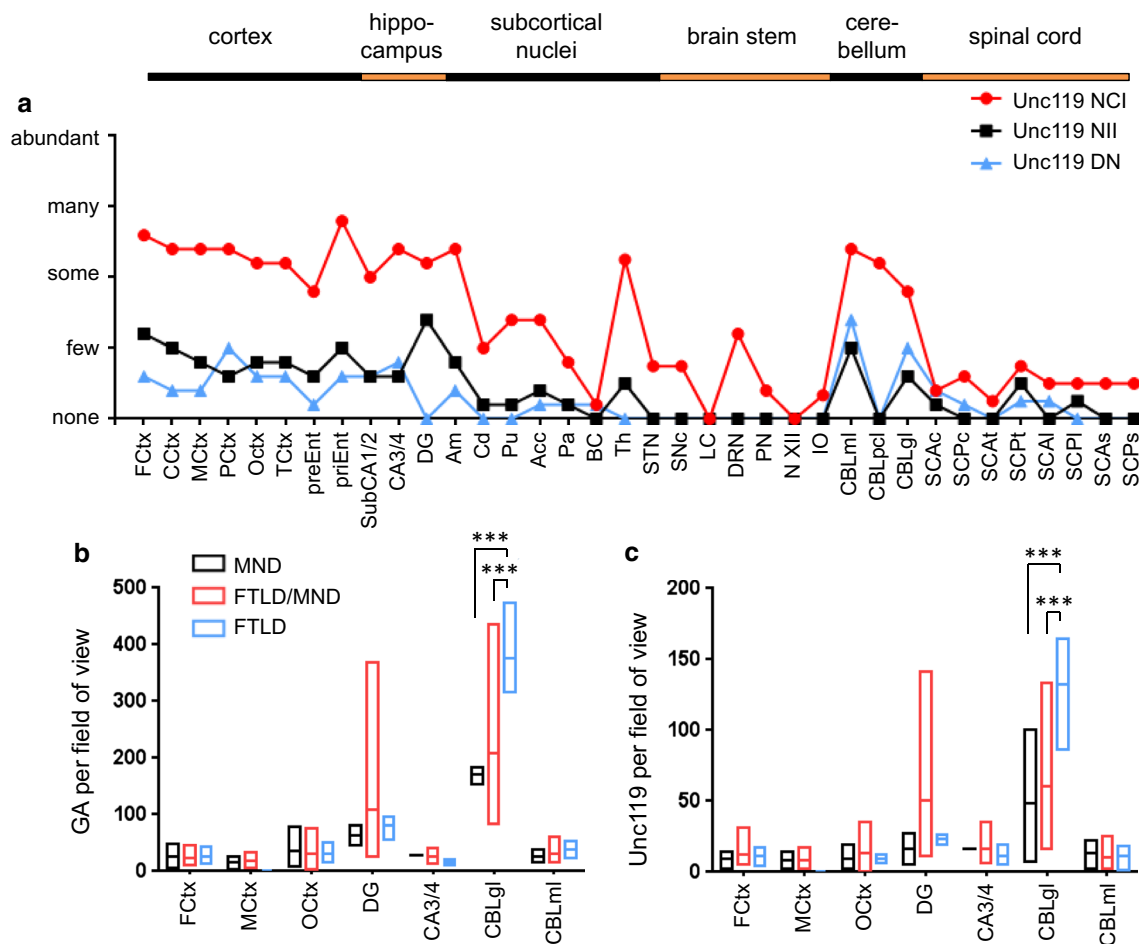 cortex
hippo-
campus
subcortical
nuclei
brain stem
cere-
bellum
spinal cord
a
Unc119 NCI
Unc119 NII
Unc119 DN
abundant
many
some
few
none
FCtx
CCtx
MCtx
PCtx
Octx
TCtx
preEnt
priEnt
SubCA1/2
CA3/4
DG
Am
Cd
Pu
Acc
Pa
BC
Th
STN
SNc
LC
DRN
PN
N XII
IO
CBLml
CBLpcl
CBLgl
SCAc
SCPc
SCAt
SCPt
SCAl
SCPl
SCAs
SCPs
b
MND
FTLD/MND
FTLD
***
***
GA per field of view
500
400
300
200
100
0
FCtx
MCtx
OCtx
DG
CA3/4
CBLgl
CBLml
c
***
***
Unc119 per field of view
200
150
100
50
0
FCtx
MCtx
OCtx
DG
CA3/4
CBLgl
CBLml